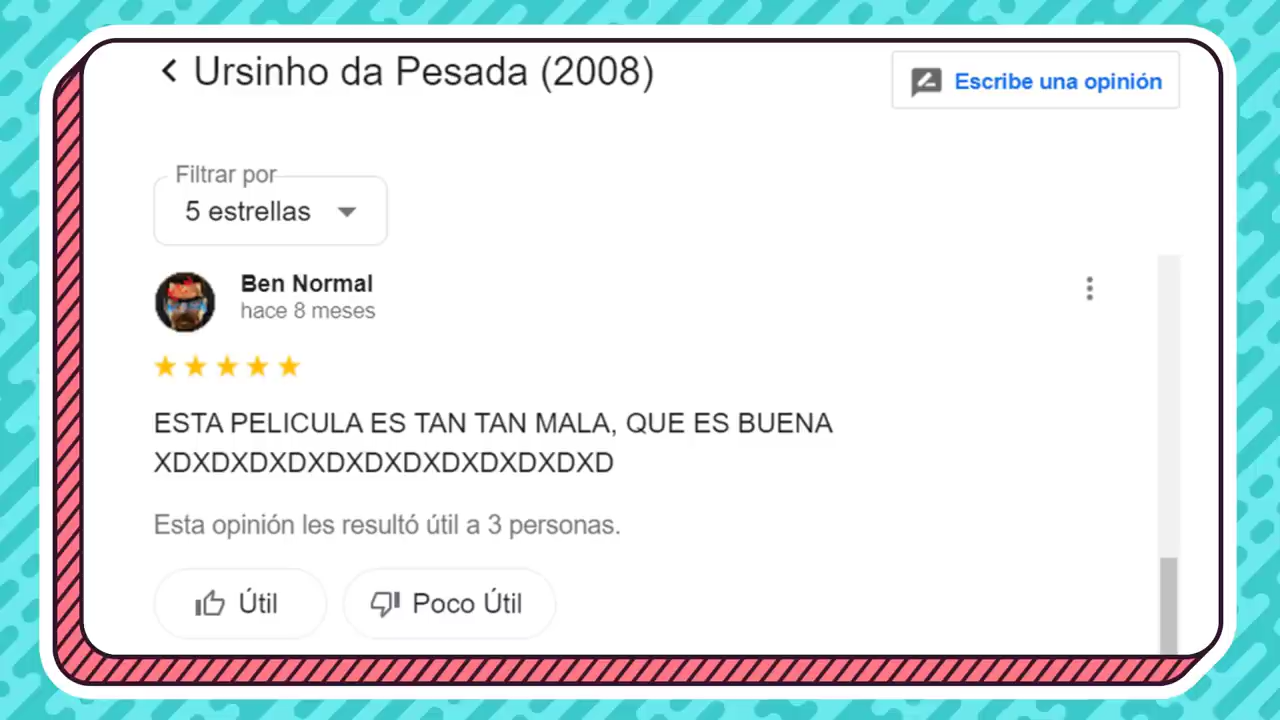 Ursinho da Pesada (2008)
Escribe una opinión
Filtrar por
5 estrellas
Ben Normal
hace 8 meses
ESTA PELICULA ES TAN TAN MALA, QUE ES BUENA
XDXDXDXDXDXDXDXDXDXDXDXD
Esta opinión les resultó útil a 3 personas.
Útil
Poco Útil